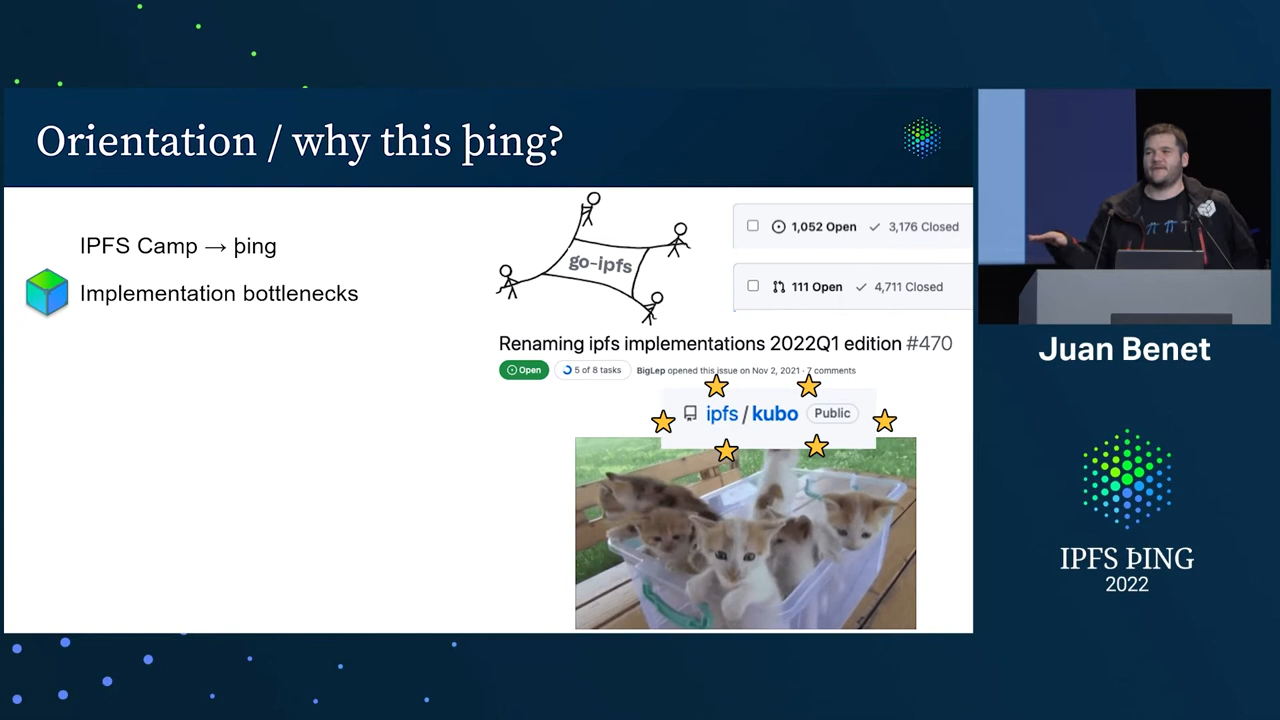 Orientation / why this þing?
IPFS Camp → þing
Implementation bottlenecks
go-ipfs
1,052 Open ✓ 3,176 Closed
111 Open ✓ 4,711 Closed
Renaming ipfs implementations 2022Q1 edition #470
Open
5 of 8 tasks
BigLep opened this issue on Nov 2, 2021 · 7 comments
ipfs / kubo Public
Juan Benet
IPFS ÞING
2022